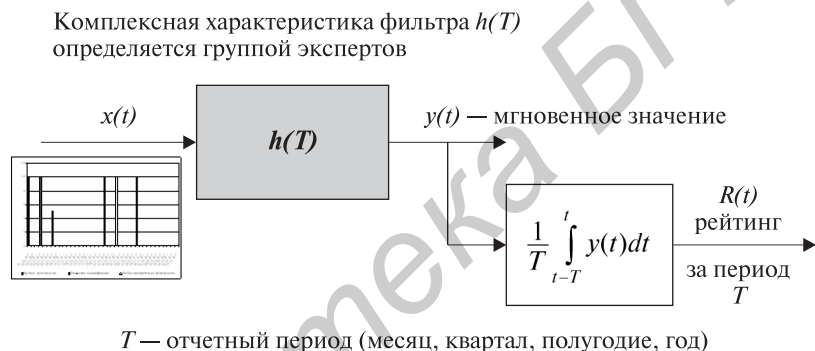 Комплексная характеристика фильтра h(T)
определяется группой экспертов
x(t)
h(T)
y(t) — мгновенное значение
1/T ∫ t t–T y(t)dt
R(t)
рейтинг
за период
T
T — отчетный период (месяц, квартал, полугодие, год)